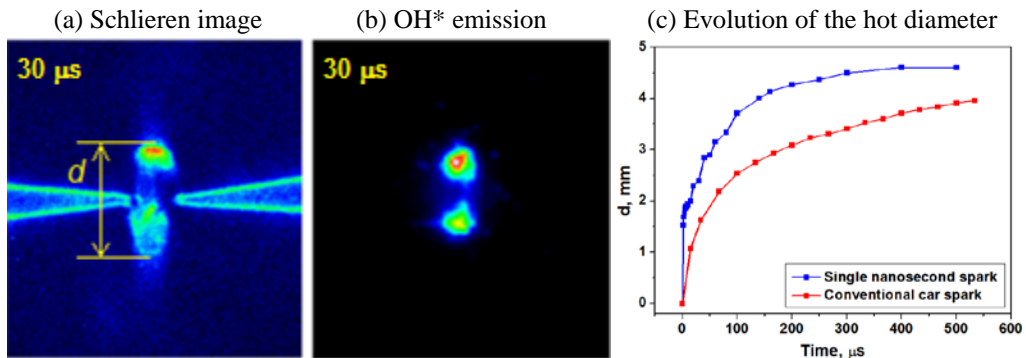 (a) Schlieren image
(b) OH* emission
(c) Evolution of the hot diameter
30 µs
d
30 µs
d, mm
5
4
3
2
1
0
Single nanosecond spark
Conventional car spark
0 100 200 300 400 500 600
Time, µs